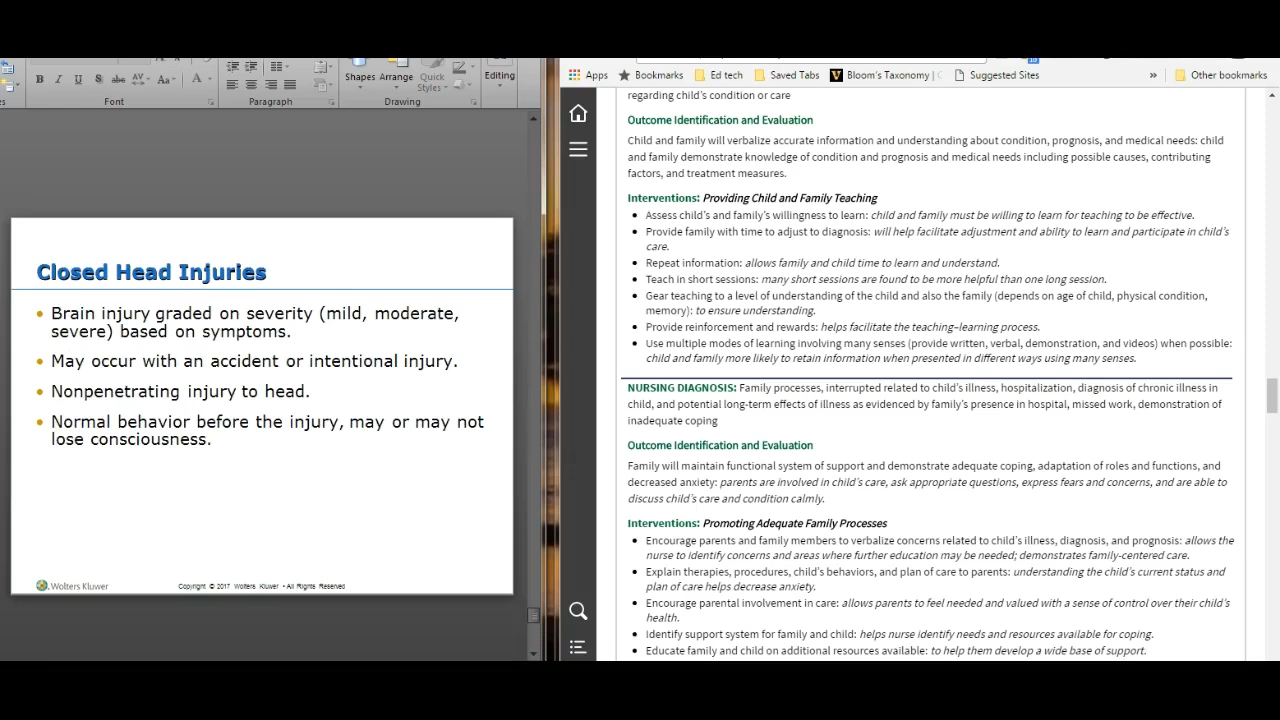 Shapes Arrange Quick Styles Editing
B I U S abc AV Aa A
s Font Paragraph Drawing
Closed Head Injuries
• Brain injury graded on severity (mild, moderate,
severe) based on symptoms.
• May occur with an accident or intentional injury.
• Nonpenetrating injury to head.
• Normal behavior before the injury, may or may not
lose consciousness.
Wolters Kluwer Copyright © 2017 Wolters Kluwer • All Rights Reserved
Apps Bookmarks Ed tech Saved Tabs V Bloom's Taxonomy | C Suggested Sites » Other bookmarks
regarding child's condition or care
Outcome Identification and Evaluation
Child and family will verbalize accurate information and understanding about condition, prognosis, and medical needs: child
and family demonstrate knowledge of condition and prognosis and medical needs including possible causes, contributing
factors, and treatment measures.
Interventions: Providing Child and Family Teaching
• Assess child's and family's willingness to learn: child and family must be willing to learn for teaching to be effective.
• Provide family with time to adjust to diagnosis: will help facilitate adjustment and ability to learn and participate in child's
care.
• Repeat information: allows family and child time to learn and understand.
• Teach in short sessions: many short sessions are found to be more helpful than one long session.
• Gear teaching to a level of understanding of the child and also the family (depends on age of child, physical condition,
memory): to ensure understanding.
• Provide reinforcement and rewards: helps facilitate the teaching–learning process.
• Use multiple modes of learning involving many senses (provide written, verbal, demonstration, and videos) when possible:
child and family more likely to retain information when presented in different ways using many senses.
NURSING DIAGNOSIS: Family processes, interrupted related to child's illness, hospitalization, diagnosis of chronic illness in
child, and potential long-term effects of illness as evidenced by family's presence in hospital, missed work, demonstration of
inadequate coping
Outcome Identification and Evaluation
Family will maintain functional system of support and demonstrate adequate coping, adaptation of roles and functions, and
decreased anxiety: parents are involved in child's care, ask appropriate questions, express fears and concerns, and are able to
discuss child's care and condition calmly.
Interventions: Promoting Adequate Family Processes
• Encourage parents and family members to verbalize concerns related to child's illness, diagnosis, and prognosis: allows the
nurse to identify concerns and areas where further education may be needed; demonstrates family-centered care.
• Explain therapies, procedures, child's behaviors, and plan of care to parents: understanding the child's current status and
plan of care helps decrease anxiety.
• Encourage parental involvement in care: allows parents to feel needed and valued with a sense of control over their child's
health.
• Identify support system for family and child: helps nurse identify needs and resources available for coping.
• Educate family and child on additional resources available: to help them develop a wide base of support.